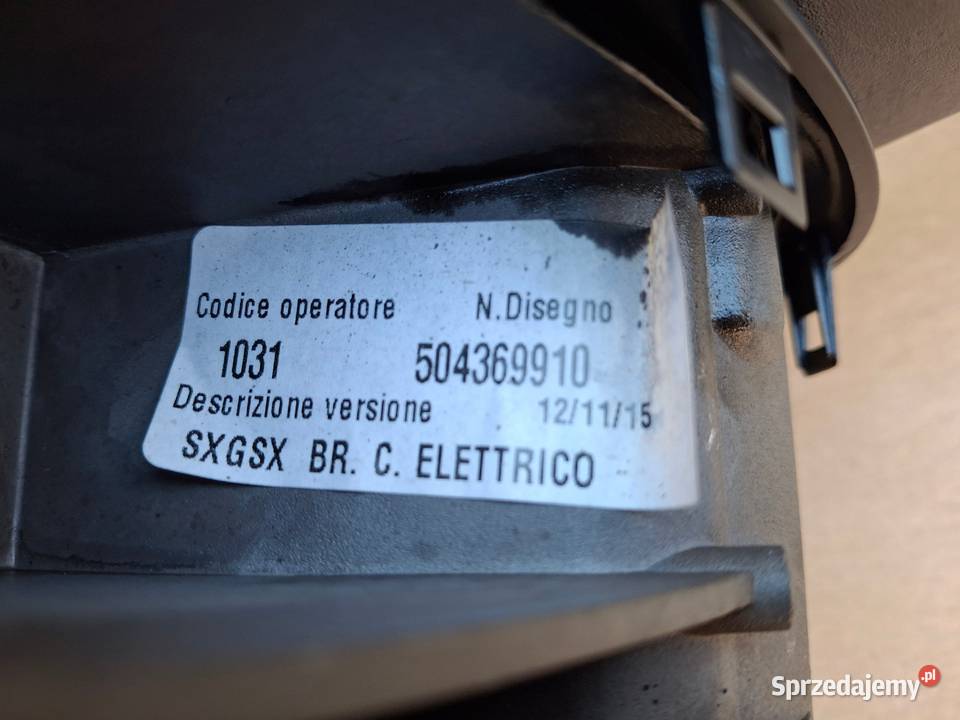 Codice operatore N.Disegno
1031 504369910
Descrizione versione 12/11/15
SXGSX BR. C. ELETTRICO
Sprzedajemy.pl